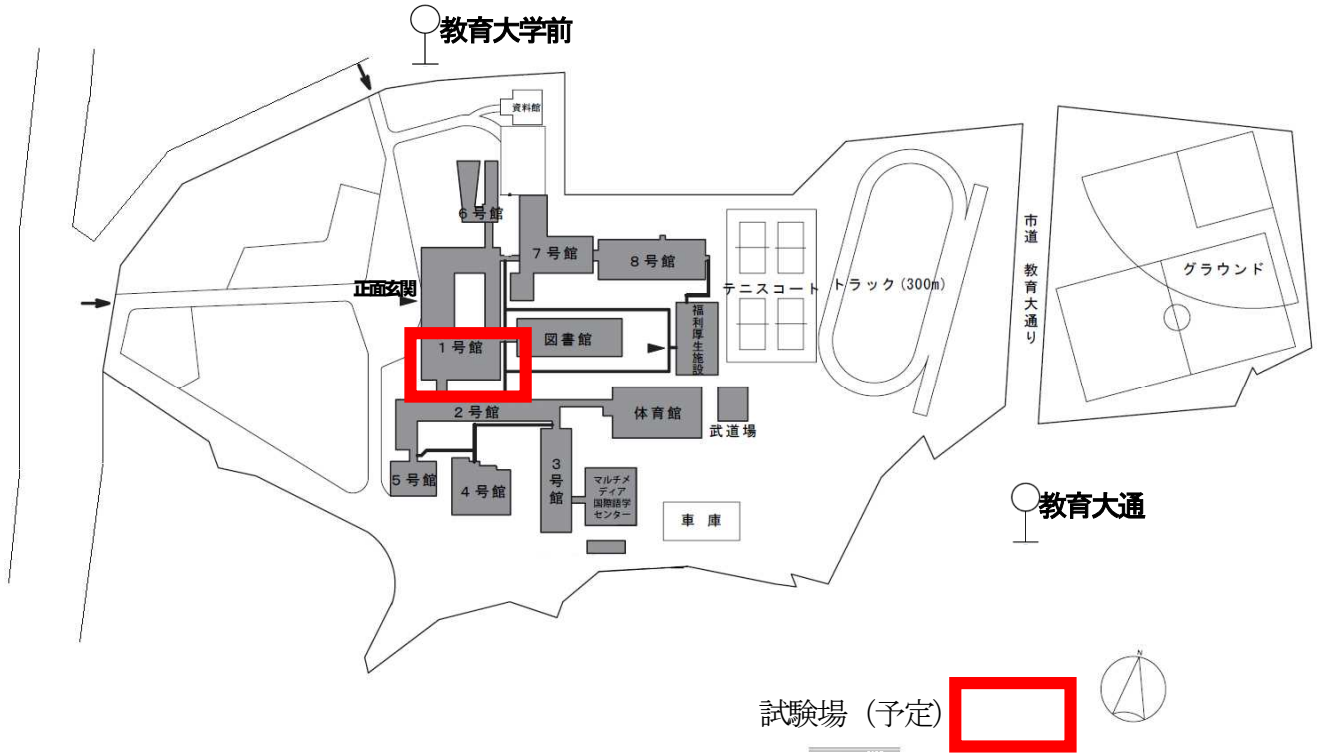 教育大学前
資料館
6号館
7号館
8号館
正面玄関
テニスコート
トラック(300m)
市道 教育大通り
グラウンド
1号館
図書館
福利厚生施設
2号館
体育館
武道場
5号館
4号館
3号館
マルチメ
ディア
国際語学
センター
車庫
教育大通
N
試験場（予定）